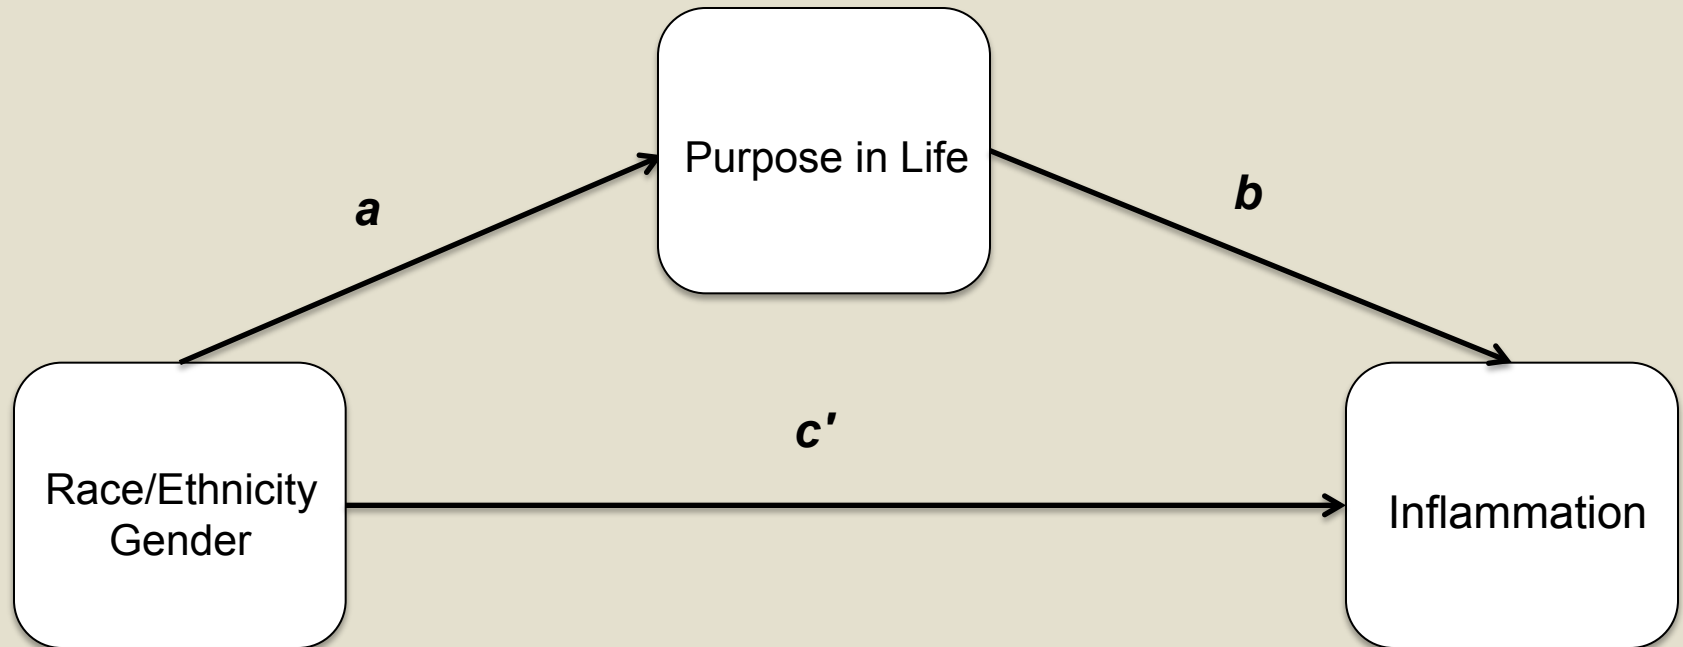 Purpose in Life
a
b
c'
Race/Ethnicity
Gender
Inflammation